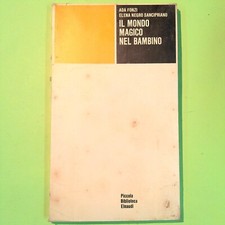 ADA FONZI
ELENA NEGRO SANCIPRIANO
IL MONDO
MAGICO
NEL BAMBINO
Piccola
Biblioteca
Einaudi